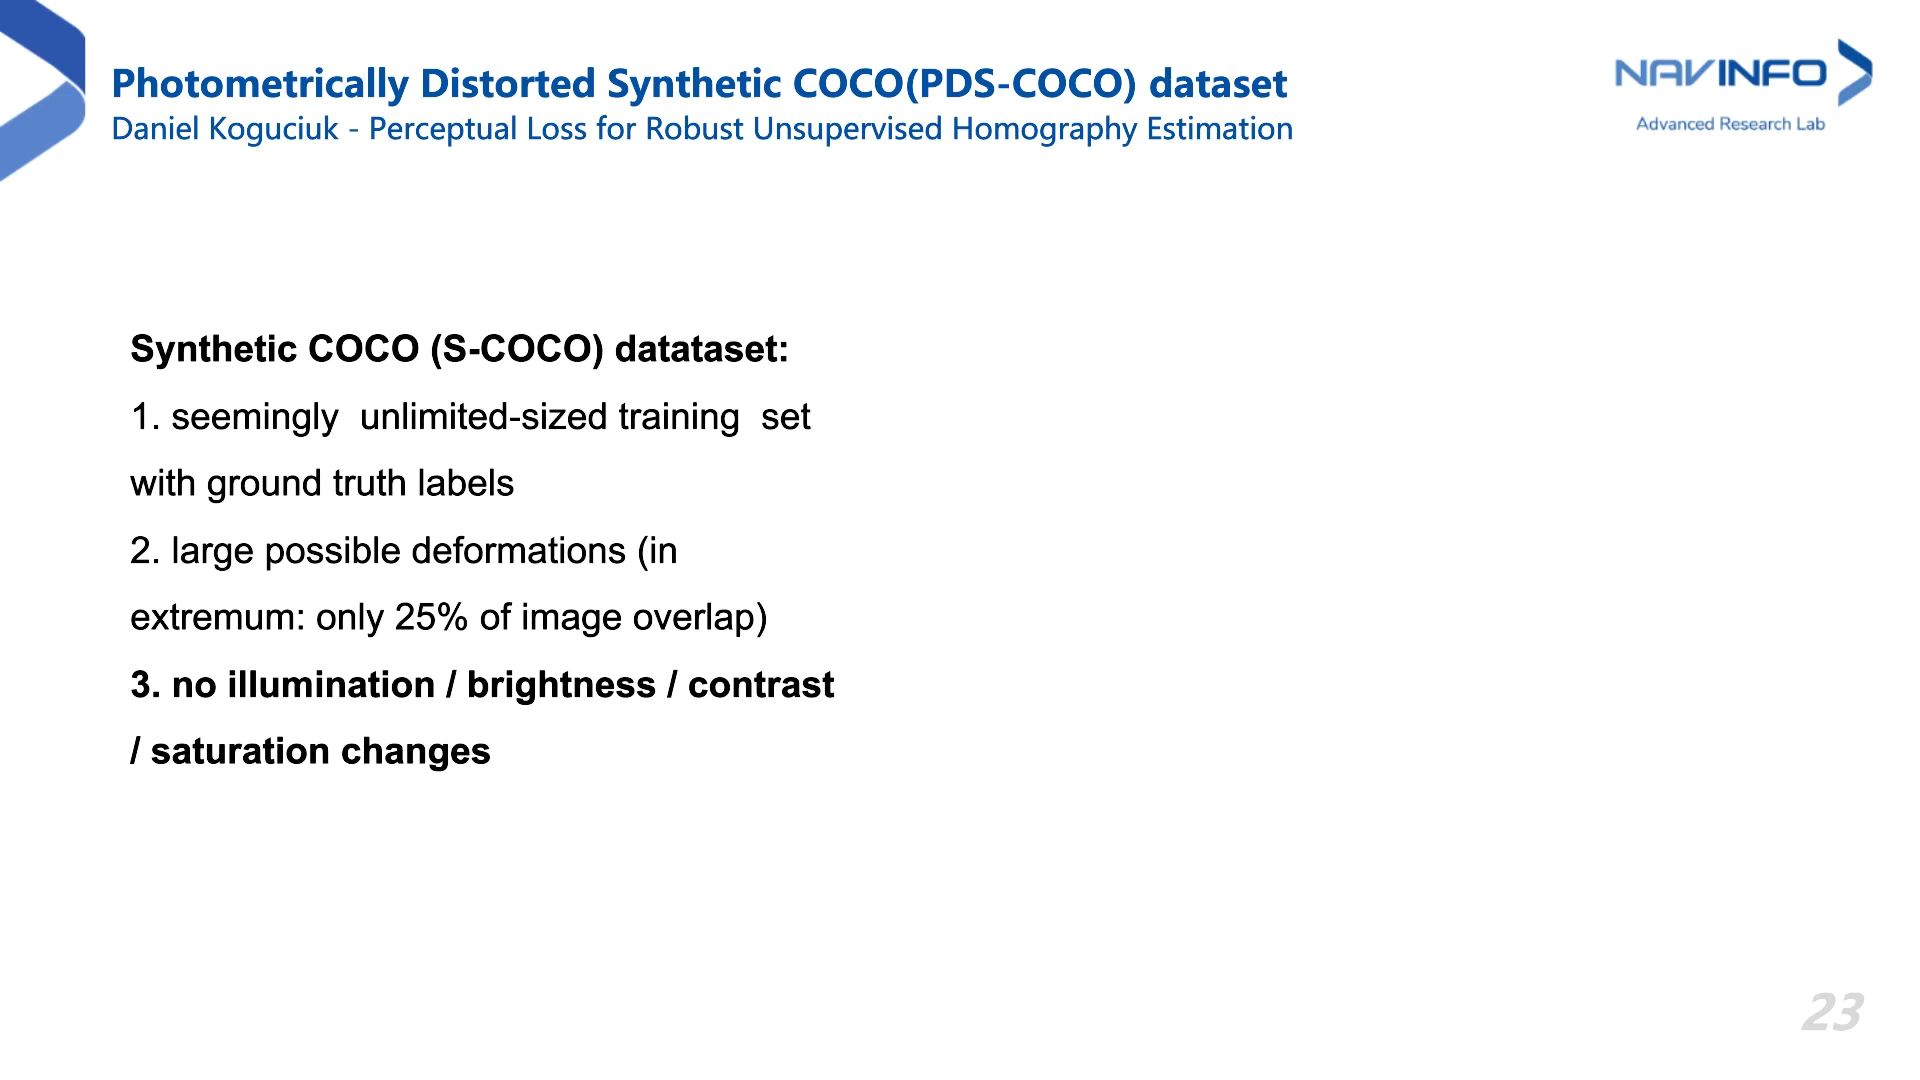 Photometrically Distorted Synthetic COCO(PDS-COCO) dataset
Daniel Koguciuk - Perceptual Loss for Robust Unsupervised Homography Estimation
NAVINFO
Advanced Research Lab
Synthetic COCO (S-COCO) datataset:
1. seemingly unlimited-sized training set
with ground truth labels
2. large possible deformations (in
extremum: only 25% of image overlap)
3. no illumination / brightness / contrast
/ saturation changes
23